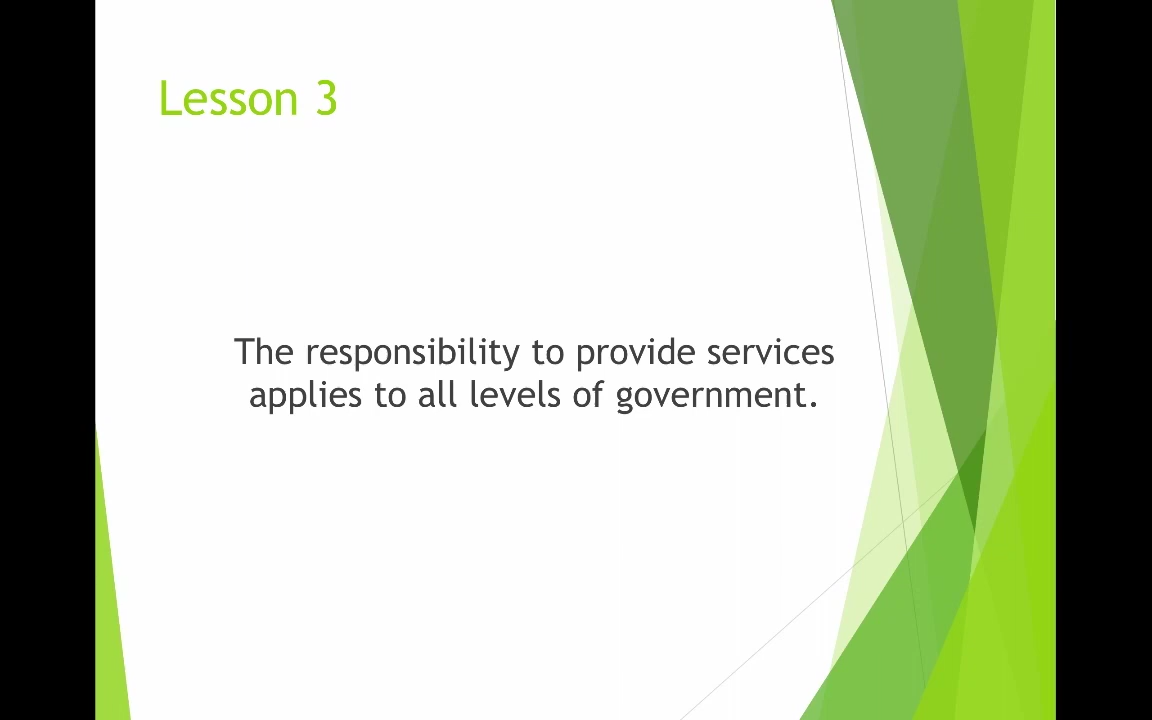 Lesson 3
The responsibility to provide services
applies to all levels of government.